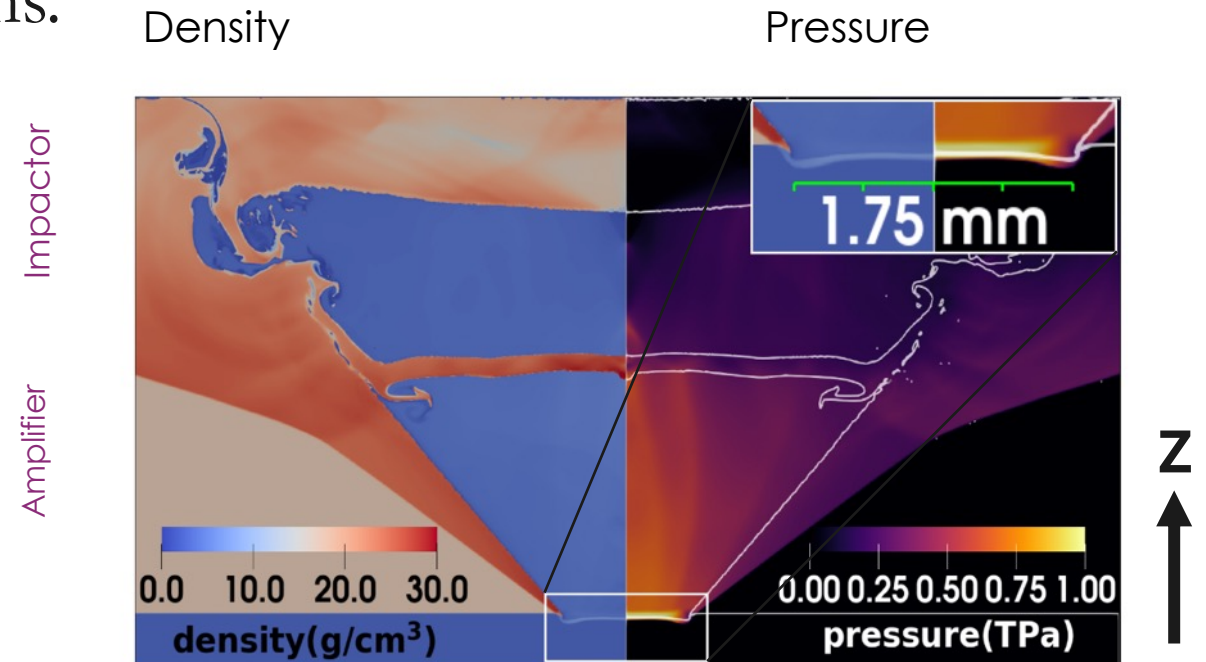 Density
Pressure
Impactor
Amplifier
1.75 mm
Z
0.0 10.0 20.0 30.0
density(g/cm³)
0.00 0.25 0.50 0.75 1.00
pressure(TPa)